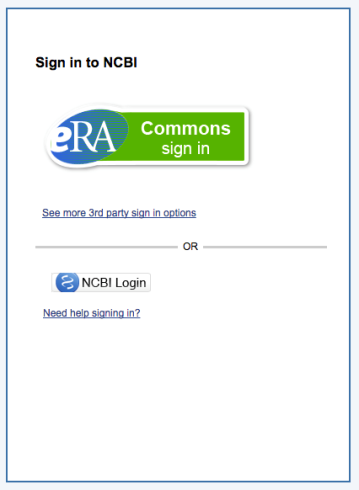 Sign in to NCBI
eRA
Commons
sign in
See more 3rd party sign in options
OR
NCBI Login
Need help signing in?